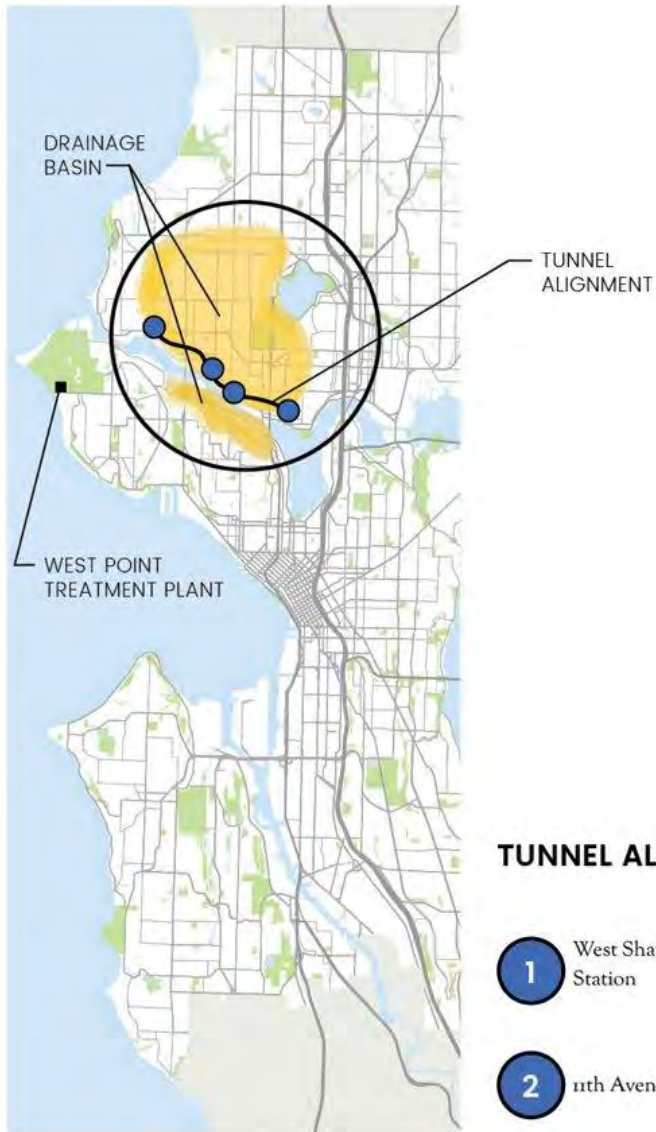 DRAINAGE
BASIN
TUNNEL
ALIGNMENT
WEST POINT
TREATMENT PLANT
TUNNEL AL
1
West Sha
Station
2
11th Aven